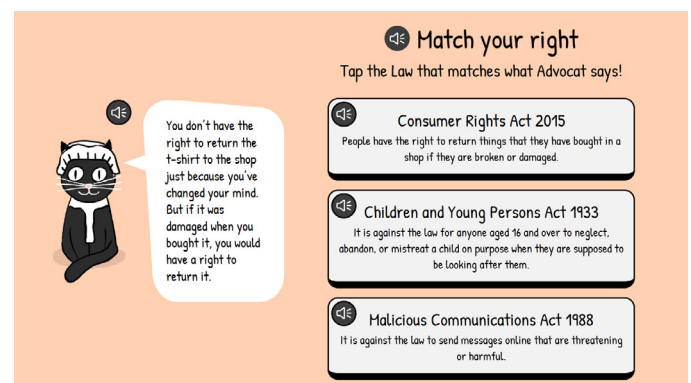 Match your right
Tap the Law that matches what Advocat says!
You don't have the
right to return the
t-shirt to the shop
just because you've
changed your mind.
But if it was
damaged when you
bought it, you would
have a right to
return it.
Consumer Rights Act 2015
People have the right to return things that they have bought in a
shop if they are broken or damaged.
Children and Young Persons Act 1933
It is against the law for anyone aged 16 and over to neglect,
abandon, or mistreat a child on purpose when they are supposed to
be looking after them.
Malicious Communications Act 1988
It is against the law to send messages online that are threatening
or harmful.